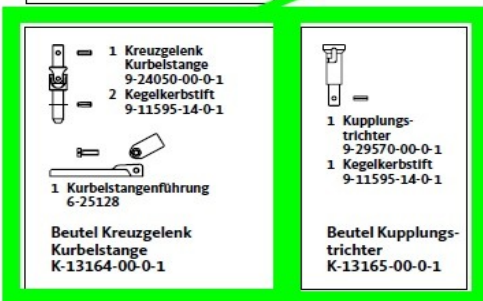 1 Kreuzgelenk
Kurbelstange
9-24050-00-0-1
2 Kegelkerbstift
9-11595-14-0-1
1 Kurbelstangenführung
6-25128
Beutel Kreuzgelenk
Kurbelstange
K-13164-00-0-1
1 Kupplungs-
trichter
9-29570-00-0-1
1 Kegelkerbstift
9-11595-14-0-1
Beutel Kupplungs-
trichter
K-13165-00-0-1